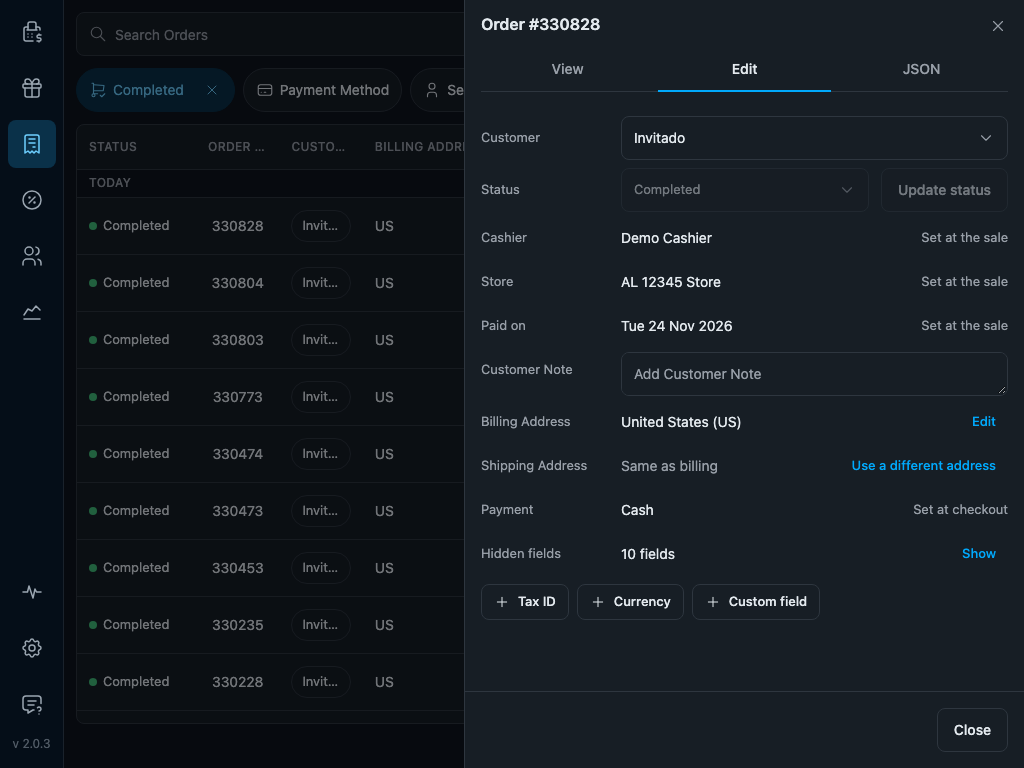 Order #330828
Search Orders
View Edit JSON
Completed Payment Method Se
Customer Invitado
STATUS ORDER ... CUSTO... BILLING ADDR
TODAY
Status Completed Update status
Completed 330828 Invit... US
Cashier Demo Cashier Set at the sale
Completed 330804 Invit... US
Store AL 12345 Store Set at the sale
Completed 330803 Invit... US
Paid on Tue 24 Nov 2026 Set at the sale
Completed 330773 Invit... US
Customer Note Add Customer Note
Completed 330474 Invit... US
Billing Address United States (US) Edit
Completed 330473 Invit... US
Shipping Address Same as billing Use a different address
Completed 330453 Invit... US
Payment Cash Set at checkout
Completed 330235 Invit... US
Hidden fields 10 fields Show
Completed 330228 Invit... US
+ Tax ID + Currency + Custom field
Close
v 2.0.3